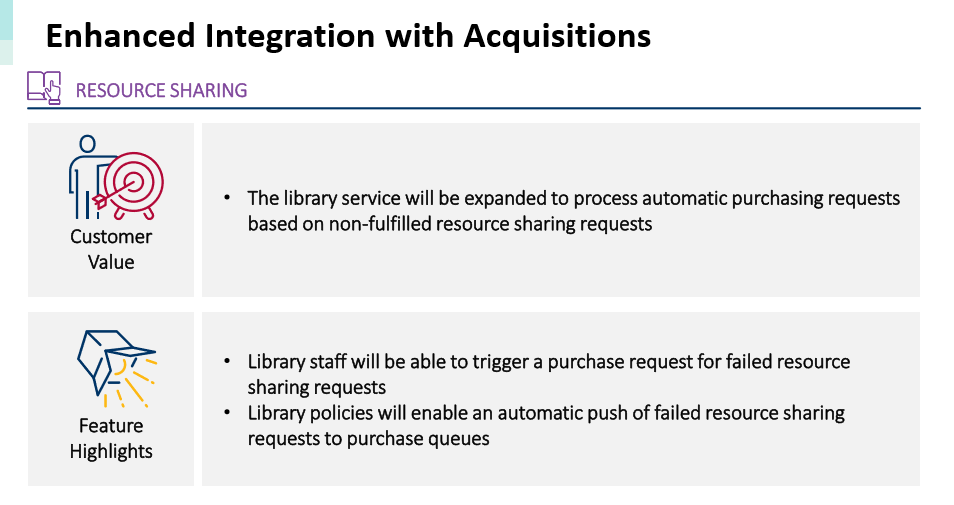 Enhanced Integration with Acquisitions
RESOURCE SHARING
Customer
Value
• The library service will be expanded to process automatic purchasing requests
based on non-fulfilled resource sharing requests
Feature
Highlights
• Library staff will be able to trigger a purchase request for failed resource
sharing requests
• Library policies will enable an automatic push of failed resource sharing
requests to purchase queues